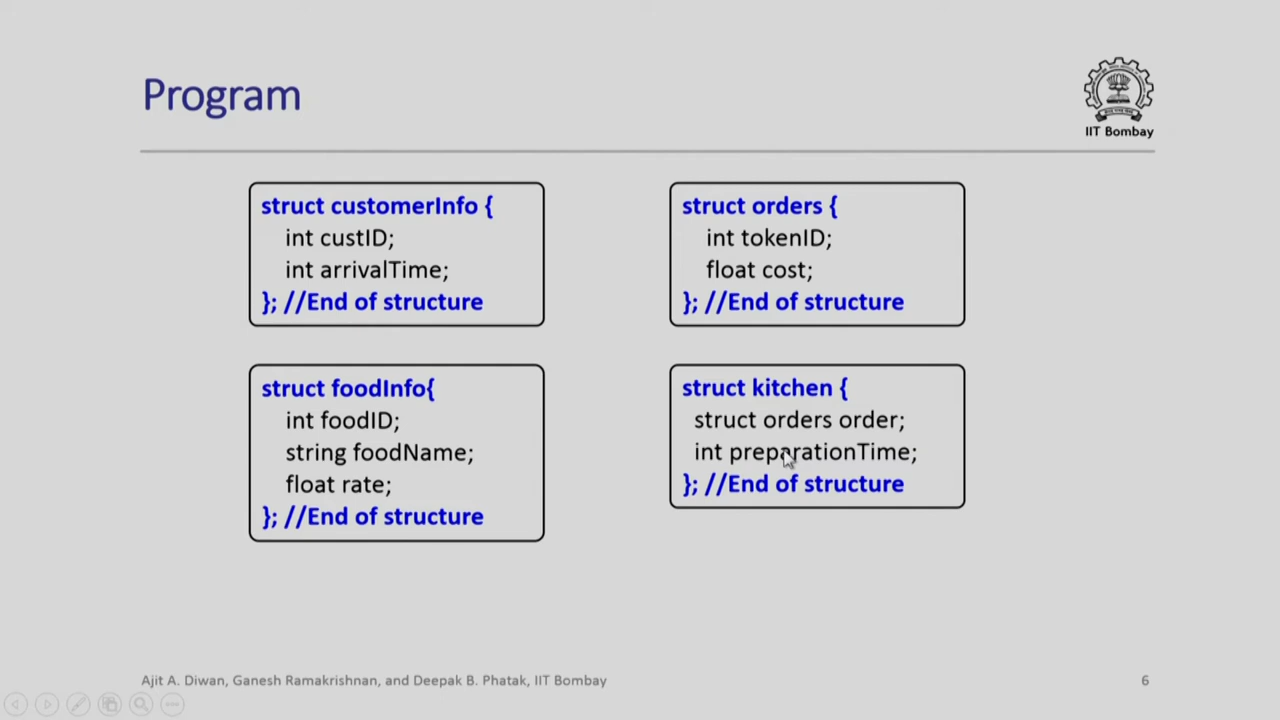 Program
IIT Bombay
struct customerInfo {
int custID;
int arrivalTime;
}; //End of structure
struct orders {
int tokenID;
float cost;
}; //End of structure
struct foodInfo{
int foodID;
string foodName;
float rate;
}; //End of structure
struct kitchen {
struct orders order;
int preparationTime;
}; //End of structure
Ajit A. Diwan, Ganesh Ramakrishnan, and Deepak B. Phatak, IIT Bombay
6